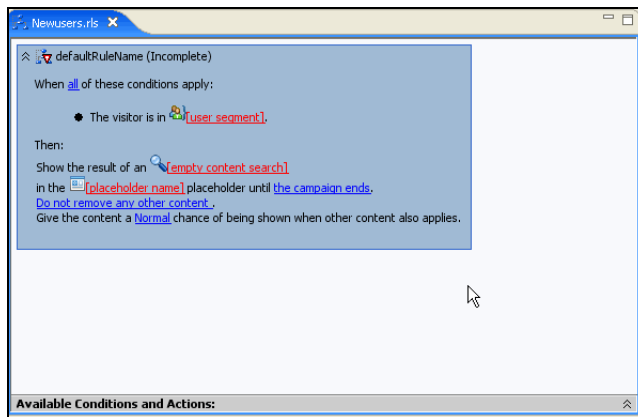 Newusers.rls
defaultRuleName (Incomplete)
When all of these conditions apply:
The visitor is in [user segment].
Then:
Show the result of an [empty content search]
in the [placeholder name] placeholder until the campaign ends.
Do not remove any other content .
Give the content a Normal chance of being shown when other content also applies.
Available Conditions and Actions: